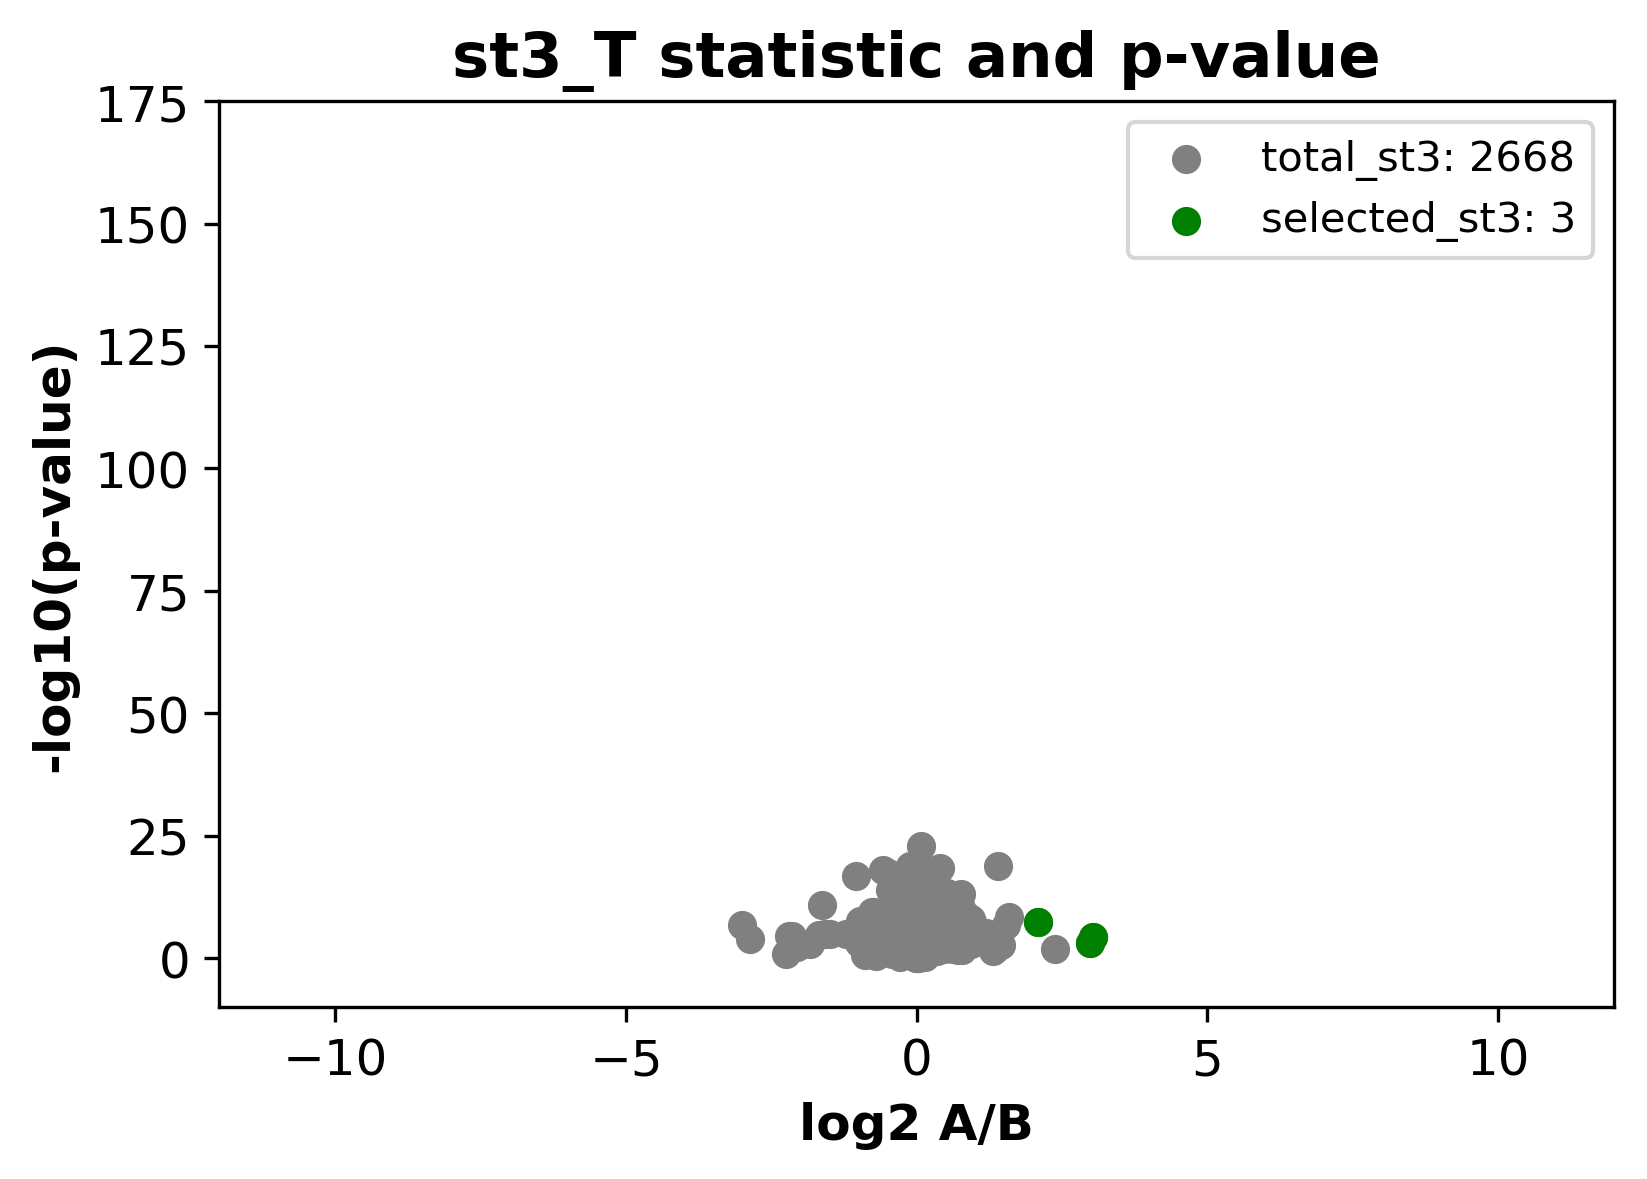 st3_T statistic and p-value
175
150
125
100
75
50
25
0
-log10(p-value)
total_st3: 2668
selected_st3: 3
−10
−5
0
5
10
log2 A/B